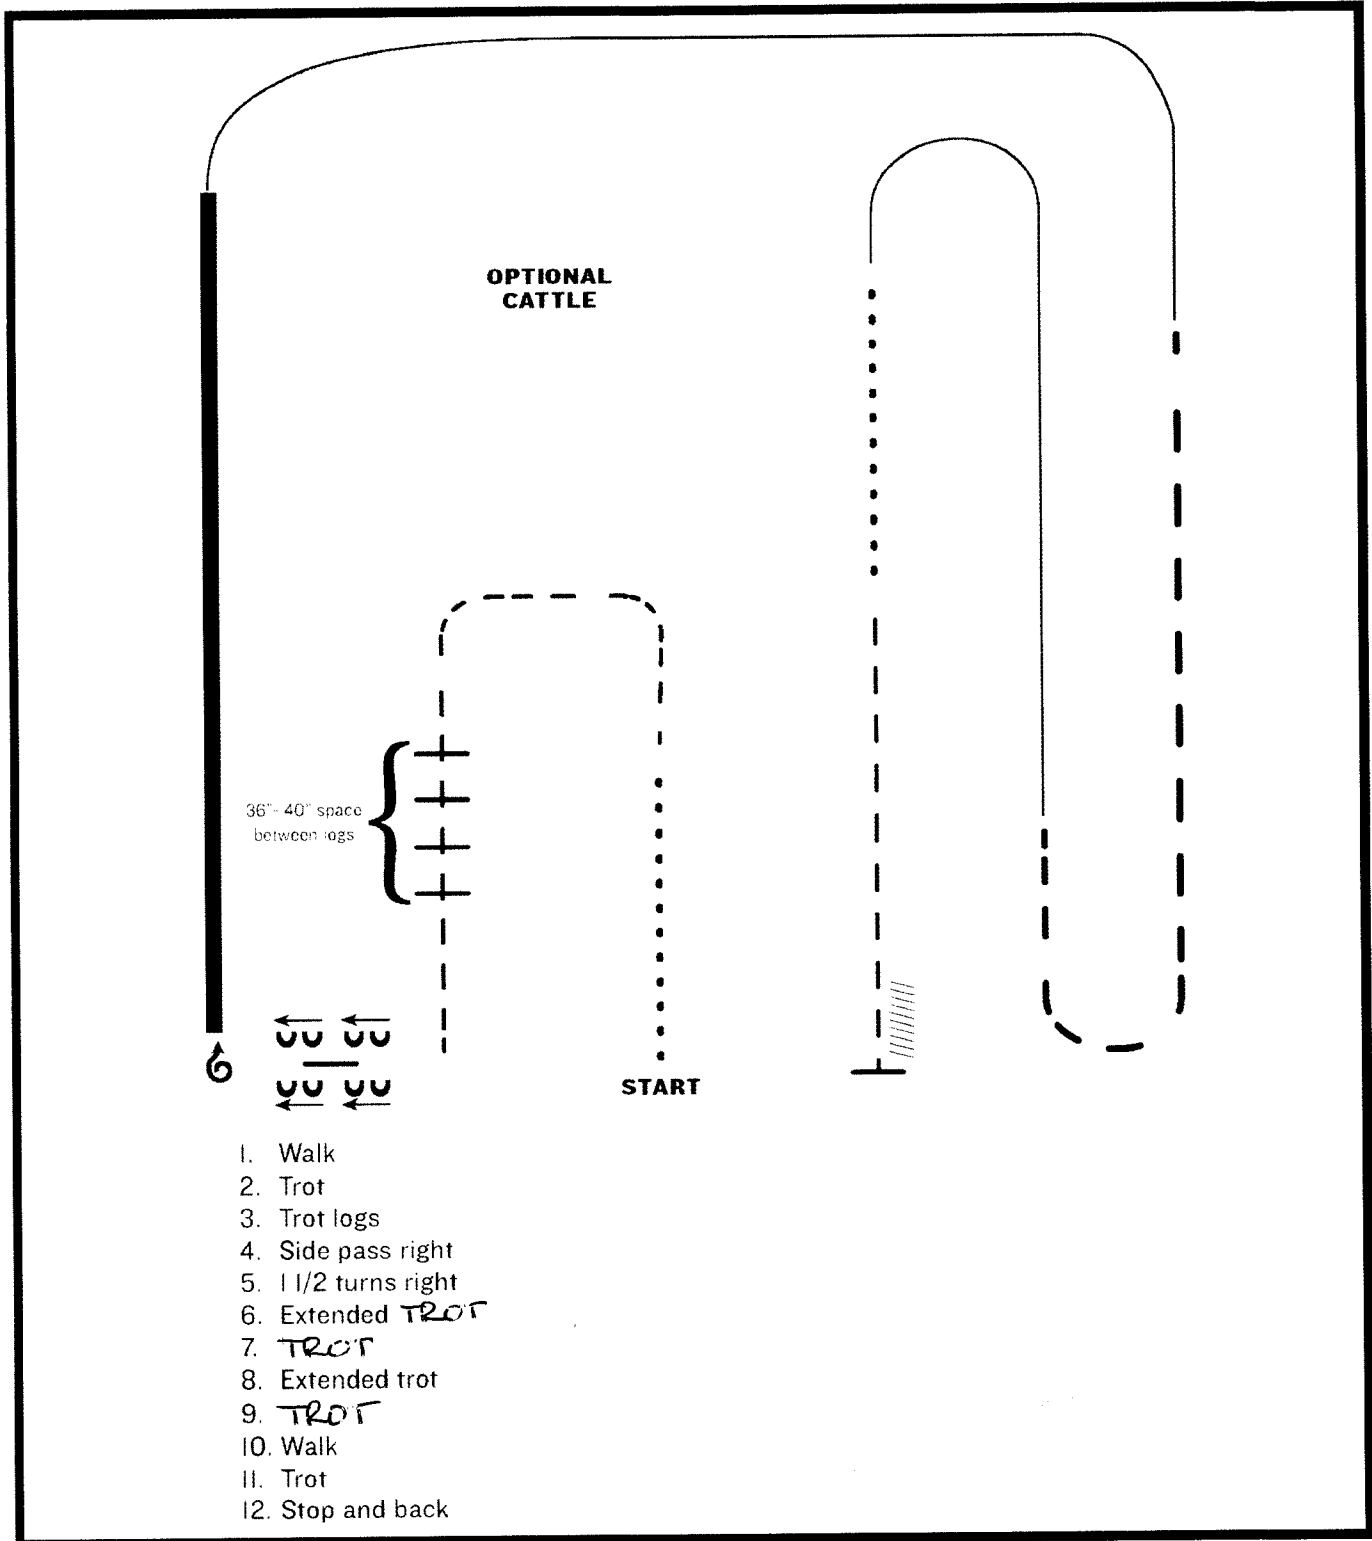 OPTIONAL
CATTLE
36"- 40" space
between logs
START
1. Walk
2. Trot
3. Trot logs
4. Side pass right
5. 1 1/2 turns right
6. Extended TROT
7. TROT
8. Extended trot
9. TROT
10. Walk
11. Trot
12. Stop and back